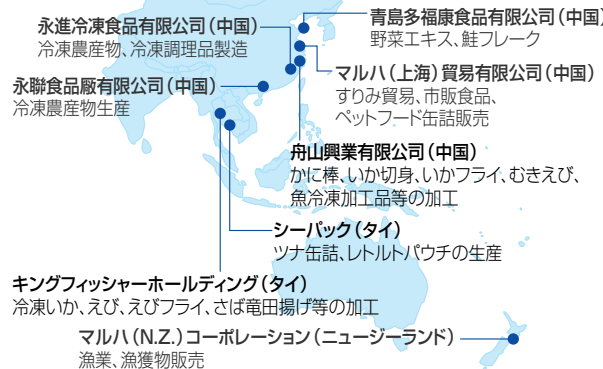 永進冷凍食品有限公司(中国)
冷凍農産物、冷凍調理品製造
青島多福康食品有限公司(中国)
野菜エキス、鮭フレーク
永聯食品厰有限公司(中国)
冷凍農産物生産
マルハ(上海)貿易有限公司(中国)
すりみ貿易、市販食品、
ペットフード缶詰販売
舟山興業有限公司(中国)
かに棒、いか切身、いかフライ、むきえび、
魚冷凍加工品等の加工
シーパック(タイ)
ツナ缶詰、レトルトパウチの生産
キングフィッシャーホールディング(タイ)
冷凍いか、えび、えびフライ、さば竜田揚げ等の加工
マルハ(N.Z.)コーポレーション(ニュージーランド)
漁業、漁獲物販売